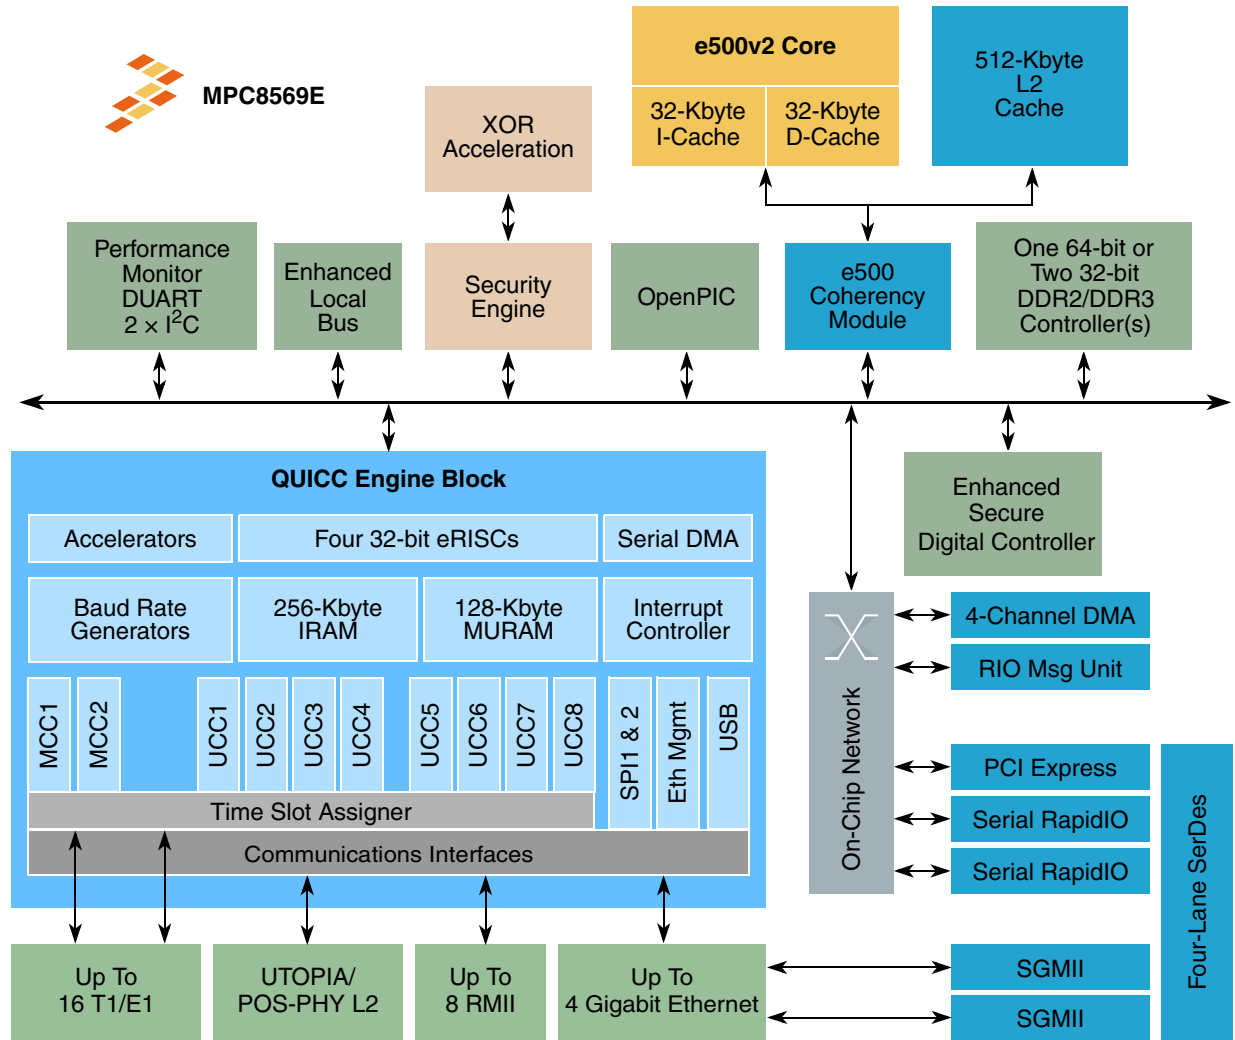 MPC8569E
XOR
Acceleration
e500v2 Core
32-Kbyte
I-Cache
32-Kbyte
D-Cache
512-Kbyte
L2
Cache
Performance
Monitor
DUART
2 × I²C
Enhanced
Local
Bus
Security
Engine
OpenPIC
e500
Coherency
Module
One 64-bit or
Two 32-bit
DDR2/DDR3
Controller(s)
QUICC Engine Block
Accelerators
Four 32-bit eRISCs
Serial DMA
Baud Rate
Generators
256-Kbyte
IRAM
128-Kbyte
MURAM
Interrupt
Controller
MCC1
MCC2
UCC1
UCC2
UCC3
UCC4
UCC5
UCC6
UCC7
UCC8
SPI1 & 2
Eth Mgmt
USB
Time Slot Assigner
Communications Interfaces
Enhanced
Secure
Digital Controller
On-Chip Network
4-Channel DMA
RIO Msg Unit
PCI Express
Serial RapidIO
Serial RapidIO
Four-Lane SerDes
Up To
16 T1/E1
UTOPIA/
POS-PHY L2
Up To
8 RMII
Up To
4 Gigabit Ethernet
SGMII
SGMII